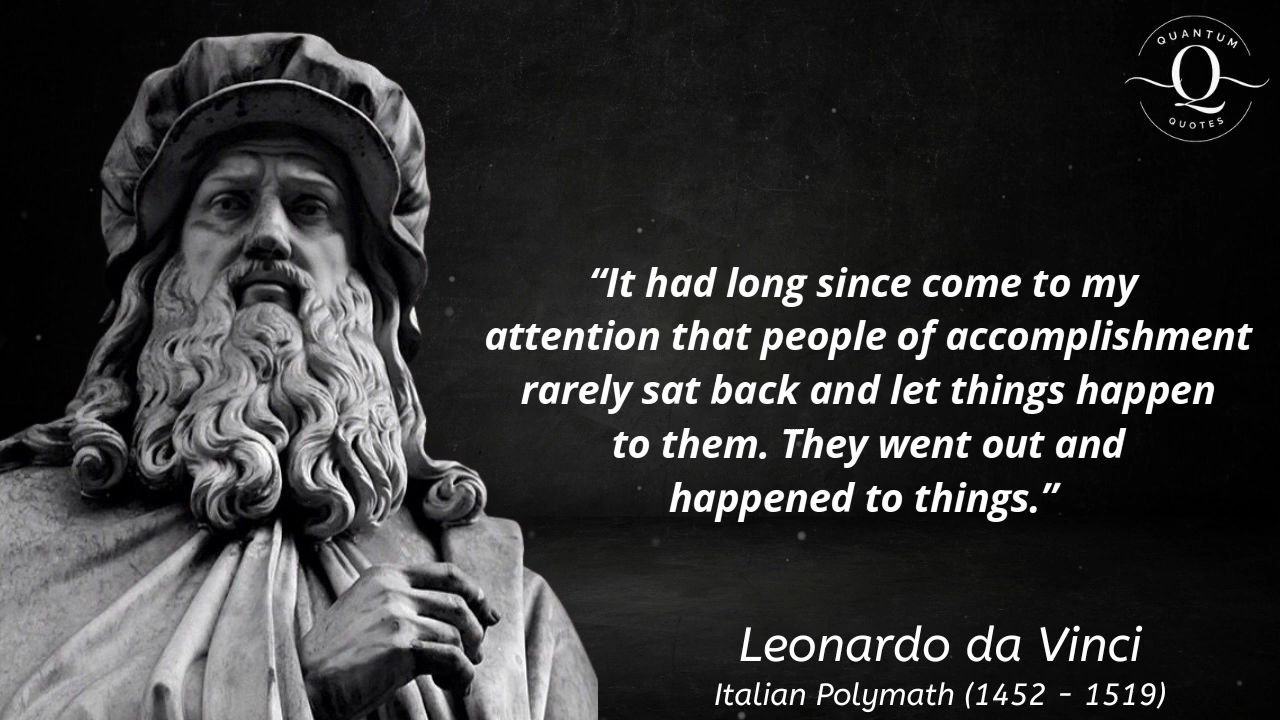 QUANTUM
Q
QUOTES
“It had long since come to my
attention that people of accomplishment
rarely sat back and let things happen
to them. They went out and
happened to things.”
Leonardo da Vinci
Italian Polymath (1452 - 1519)